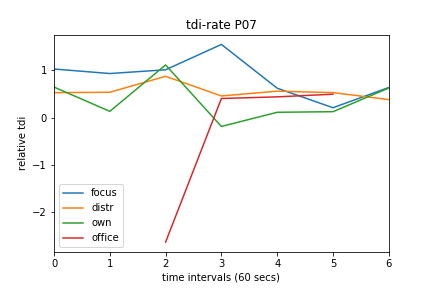 tdi-rate P07
relative tdi
1
0
−1
−2
focus
distr
own
office
0 1 2 3 4 5 6
time intervals (60 secs)